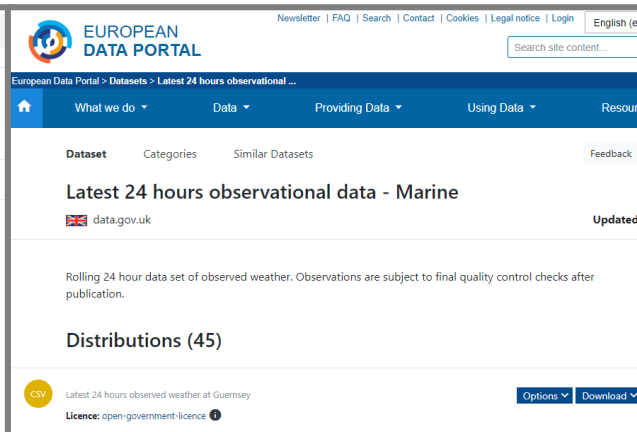 Newsletter | FAQ | Search | Contact | Cookies | Legal notice | Login
English (e
EUROPEAN
DATA PORTAL
Search site content...
European Data Portal > Datasets > Latest 24 hours observational ...
What we do Data Providing Data Using Data Resour
Dataset Categories Similar Datasets Feedback
Latest 24 hours observational data - Marine
data.gov.uk Updated
Rolling 24 hour data set of observed weather. Observations are subject to final quality control checks after
publication.
Distributions (45)
CSV Latest 24 hours observed weather at Guernsey Options Download
Licence: open-government-licence i